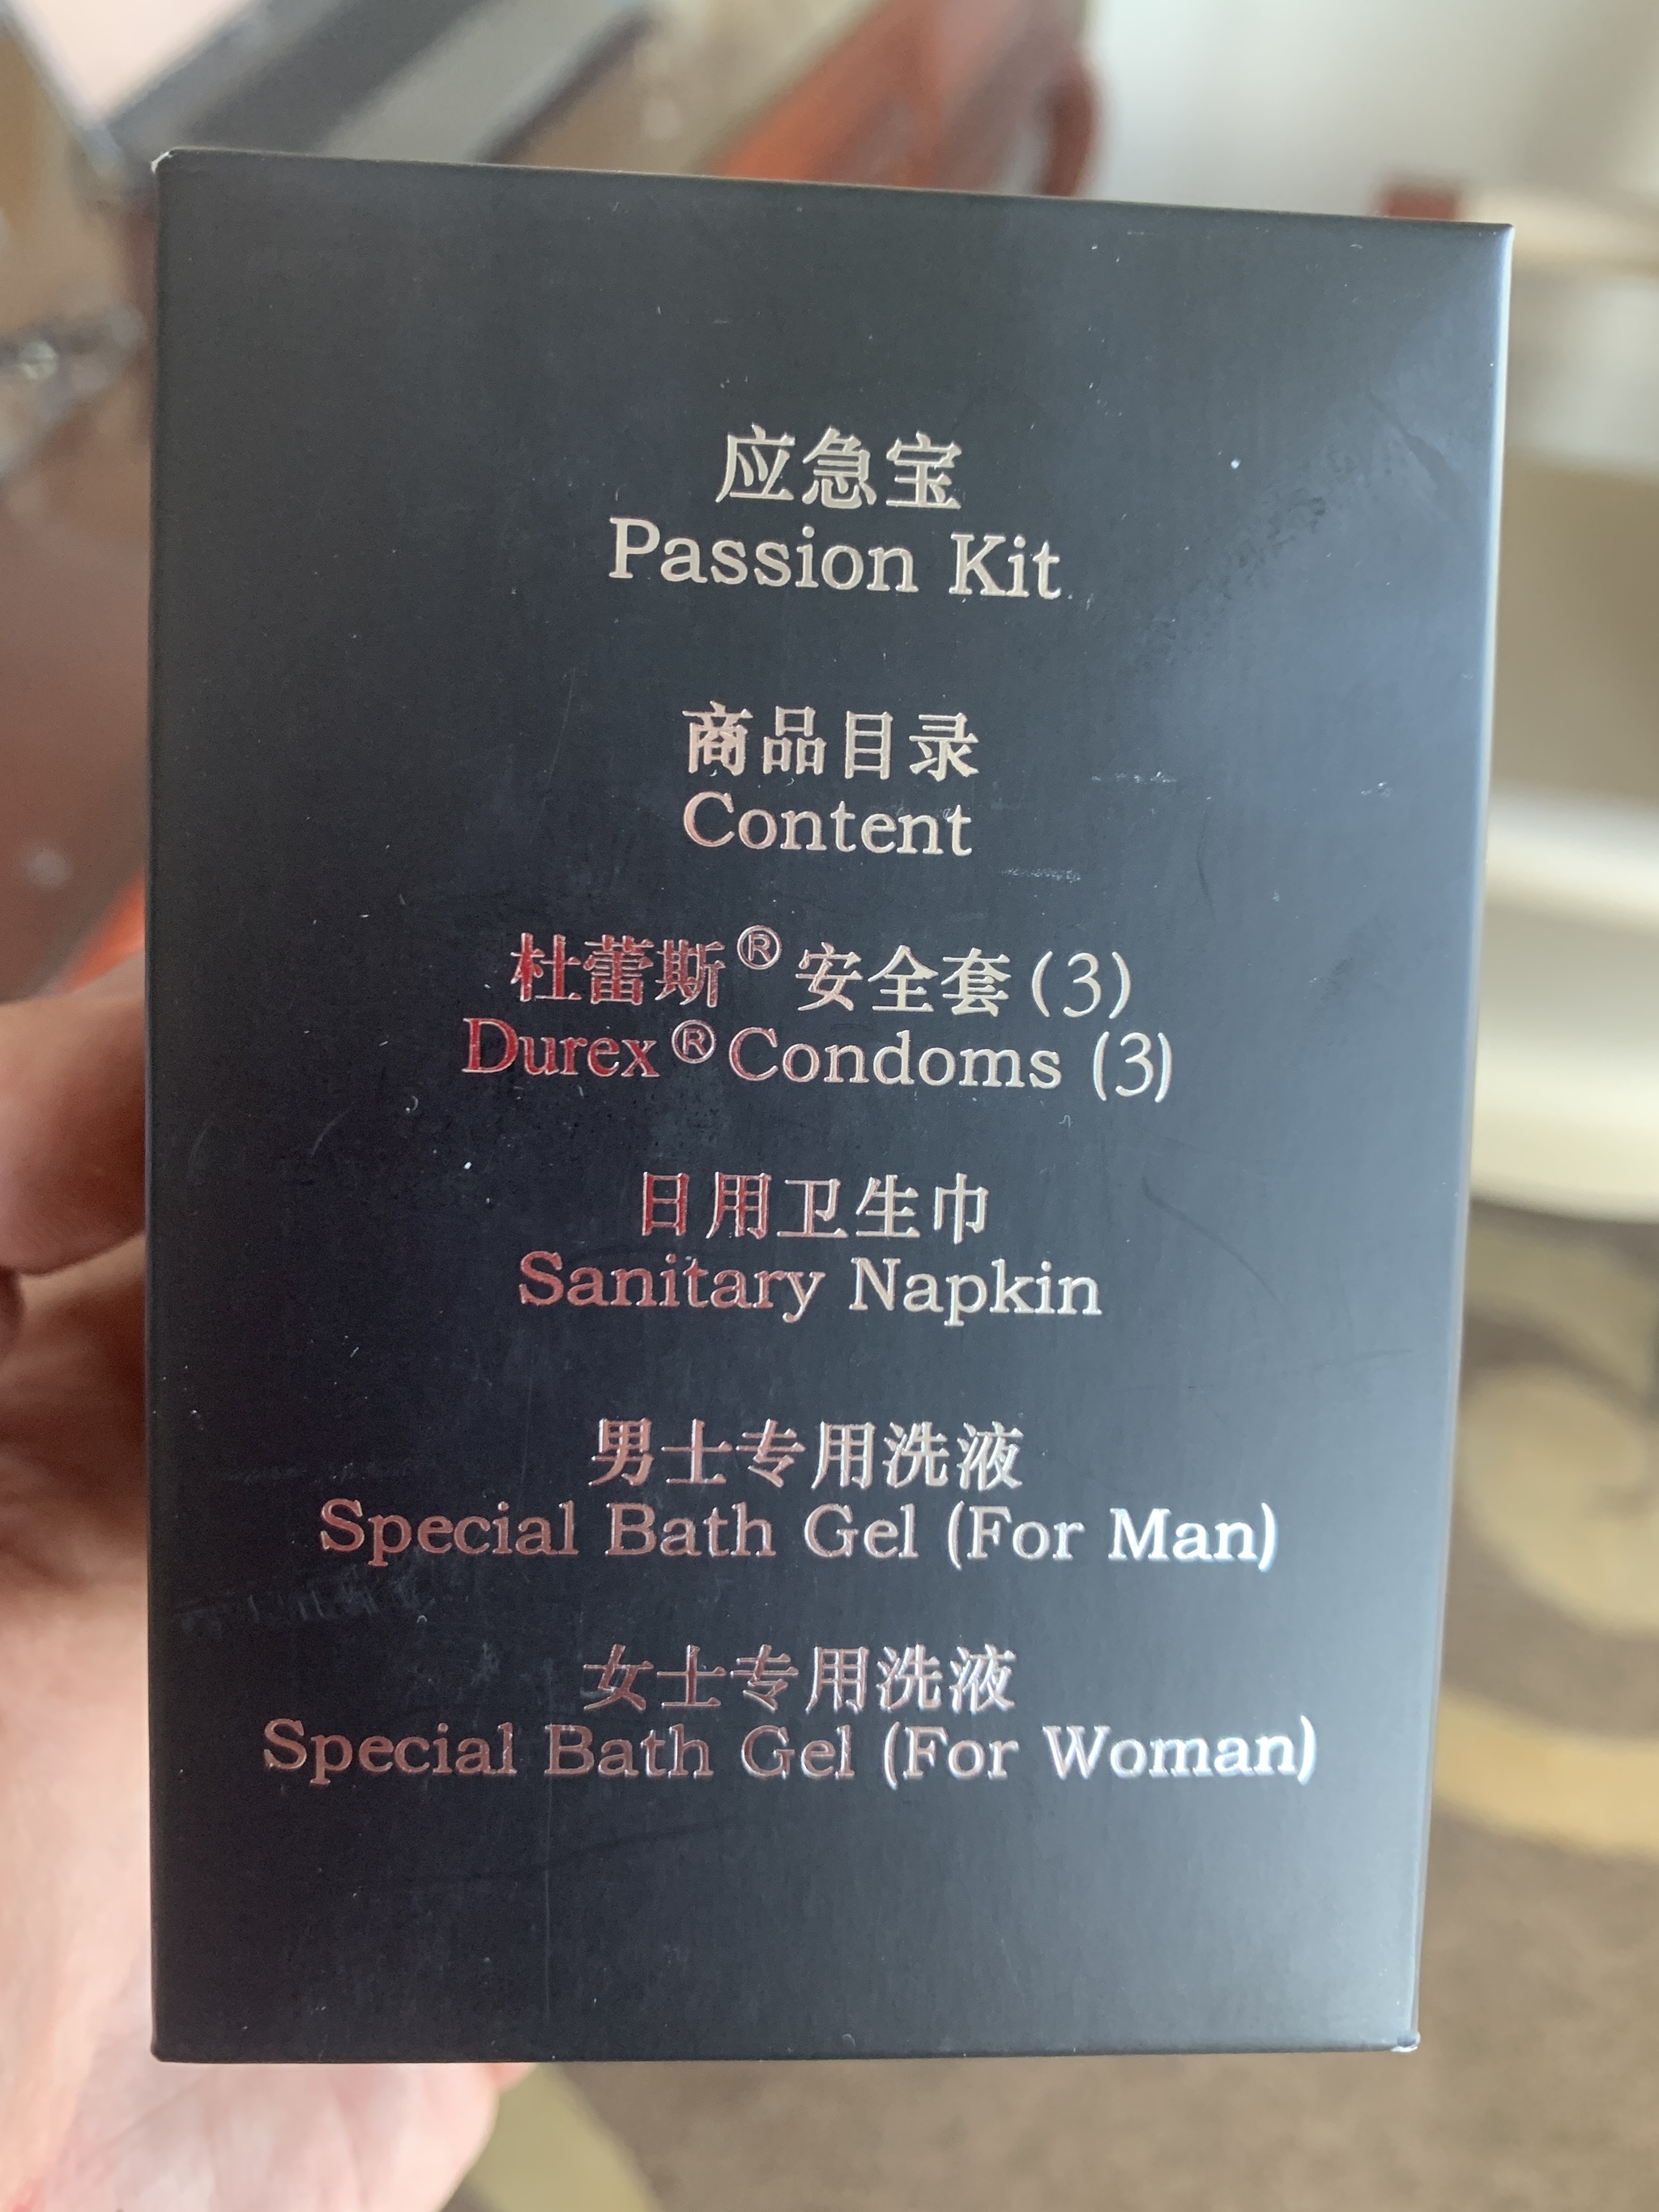 应急宝
Passion Kit
商品目录
Content
杜蕾斯® 安全套(3)
Durex® Condoms (3)
日用卫生巾
Sanitary Napkin
男士专用洗液
Special Bath Gel (For Man)
女士专用洗液
Special Bath Gel (For Woman)